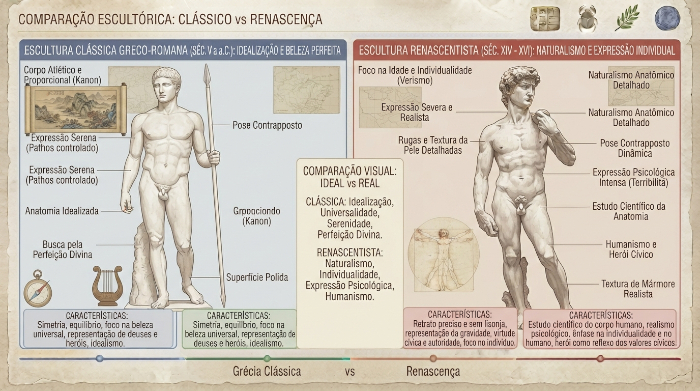 COMPARAÇÃO ESCULTÓRICA: CLÁSSICO vs RENASCENÇA
ESCULTURA CLÁSSICA GRECO-ROMANA (SÉC. V a a.C.): IDEALIZAÇÃO E BELEZA PERFEITA
Corpo Atlético e
Proporcional (Kanon)
Expressão Serena
(Pathos controlado)
Expressão Serena
(Pathos controlado)
Anatomia Idealizada
Busca pela
Perfeição Divina
Pose Contrapposto
Grpociondo
(Kanon)
Superfície Polida
CARACTERÍSTICAS:
Simetria, equilíbrio, foco na beleza
universal, representação de deuses
e heróis, idealismo.
CARACTERÍSTICAS:
Simetria, equilíbrio, foco na
beleza universal, representação de
deuses e heróis, idealismo.
COMPARAÇÃO VISUAL:
IDEAL vs REAL
CLÁSSICA: Idealização,
Universalidade,
Serenidade,
Perfeição Divina.
RENASCENTISTA:
Naturalismo,
Individualidade,
Expressão Psicológica,
Humanismo.
ESCULTURA RENASCENTISTA (SÉC. XIV - XVI): NATURALISMO E EXPRESSÃO INDIVIDUAL
Foco na Idade e Individualidade
(Verismo)
Expressão Severa e
Realista
Rugas e Textura da
Pele Detalhadas
Naturalismo Anatômico
Detalhado
Naturalismo Anatômico
Detalhado
Pose Contrapposto
Dinâmica
Expressão Psicológica
Intensa (Terribilità)
Estudo Científico da
Anatomia
Humanismo e
Herói Cívico
Textura de Mármore
Realista
CARACTERÍSTICAS:
Retrato preciso e sem lisonja,
representação da gravidade, virtude
cívica e autoridade, foco no indivíduo.
CARACTERÍSTICAS:
Estudo científico do corpo humano, realismo
psicológico, ênfase na individualidade e no
humano, herói como reflexo dos valores cívicos.
Grécia Clássica vs Renascença